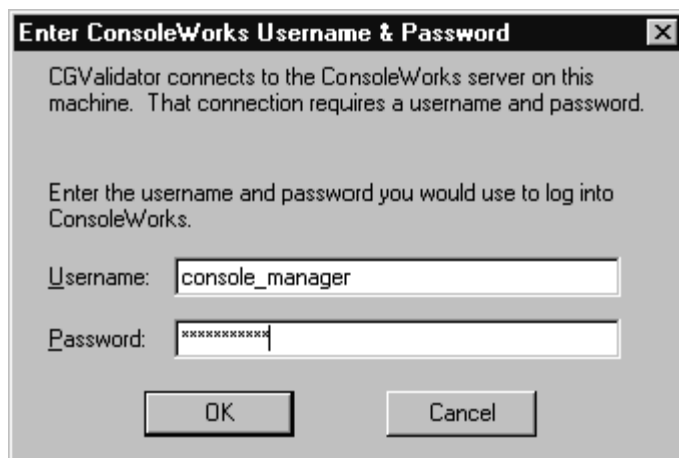 Enter ConsoleWorks Username & Password
CGValidator connects to the ConsoleWorks server on this
machine.  That connection requires a username and password.
Enter the username and password you would use to log into
ConsoleWorks.
Username: console_manager
Password: ***********
OK Cancel